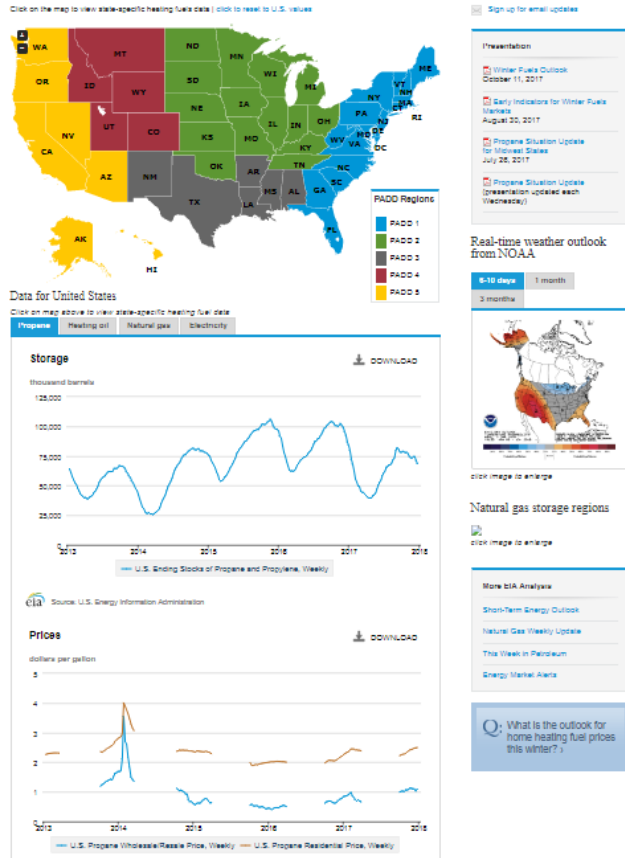 Click on the map to view state-specific heating fuels data | click to reset to U.S. values
+
−
WA
MT
ND
MN
ME
OR
ID
SD
WI
MI
VT
NH
NY
MA
CT
RI
WY
NE
IA
PA
NJ
NV
UT
CO
KS
MO
IL
IN
OH
WV
VA
MD
DE
DC
KY
CA
AZ
NM
OK
AR
TN
NC
SC
TX
LA
MS
AL
GA
FL
AK
HI
PADD Regions
PADD 1
PADD 2
PADD 3
PADD 4
PADD 5
Data for United States
Click on map above to view state-specific heating fuel data
Propane
Heating oil
Natural gas
Electricity
Storage
DOWNLOAD
thousand barrels
125,000
100,000
75,000
50,000
25,000
0
2013 2014 2015 2016 2017 2018
U.S. Ending Stocks of Propane and Propylene, Weekly
eia Source: U.S. Energy Information Administration
Prices
DOWNLOAD
dollars per gallon
5
4
3
2
1
0
2013 2014 2015 2016 2017 2018
U.S. Propane Wholesale/Resale Price, Weekly U.S. Propane Residential Price, Weekly
Sign up for email updates
Presentation
Winter Fuels Outlook
October 11, 2017
Early Indicators for Winter Fuels
Markets
August 30, 2017
Propane Situation Update
for Midwest States
July 26, 2017
Propane Situation Update
(presentation updated each
Wednesday)
Real-time weather outlook
from NOAA
6-10 days
1 month
3 months
click image to enlarge
Natural gas storage regions
click image to enlarge
More EIA Analysis
Short-Term Energy Outlook
Natural Gas Weekly Update
This Week in Petroleum
Energy Market Alerts
Q: What is the outlook for
home heating fuel prices
this winter? ›